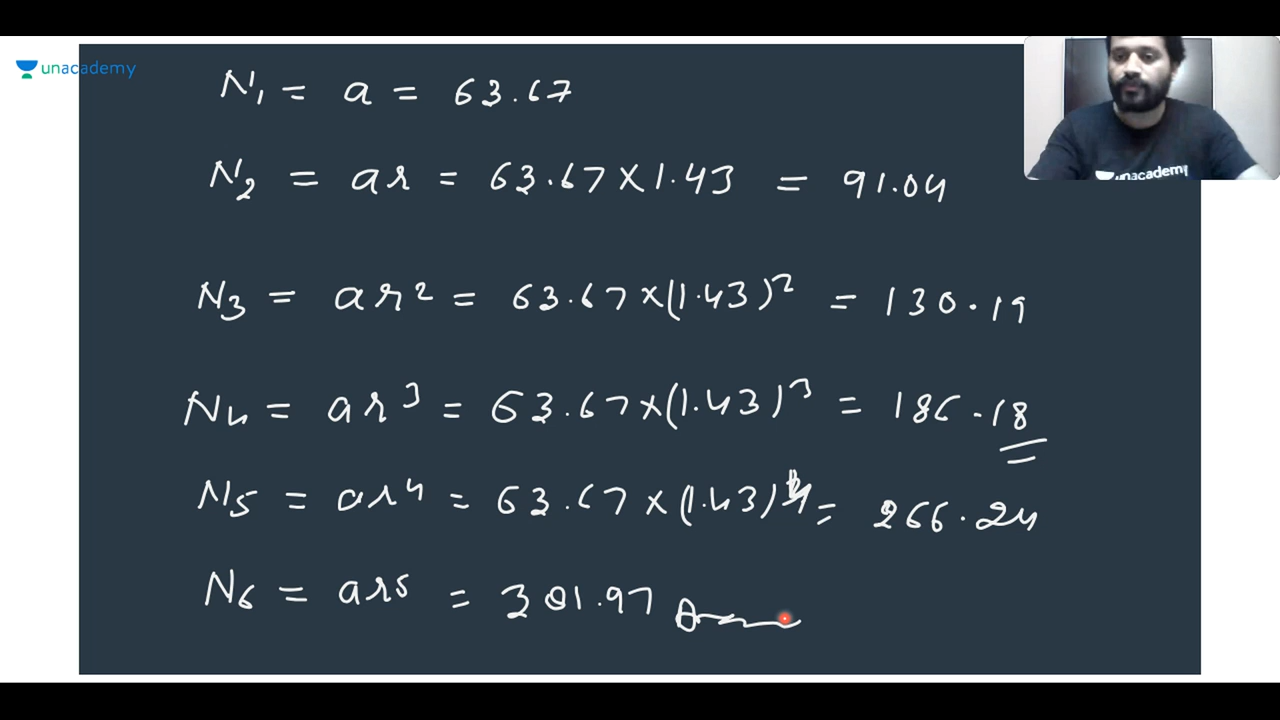 unacademy
N1 = a = 63.67
N2 = ar = 63.67 × 1.43 = 91.04
N3 = ar² = 63.67 × (1.43)² = 130.19
N4 = ar³ = 63.67 × (1.43)³ = 186.18
N5 = ar⁴ = 63.67 × (1.43)⁴ = 266.24
N6 = ar⁵ = 381.97
unacademy